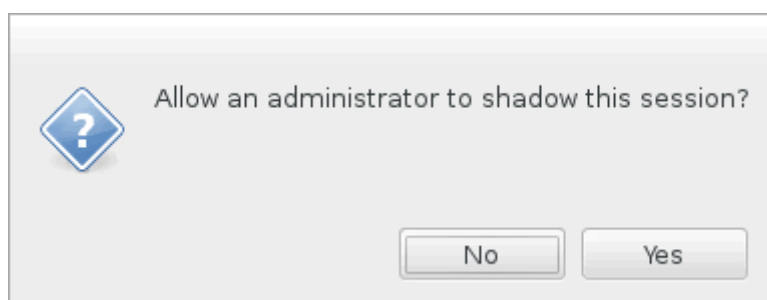 Allow an administrator to shadow this session?
?
No Yes